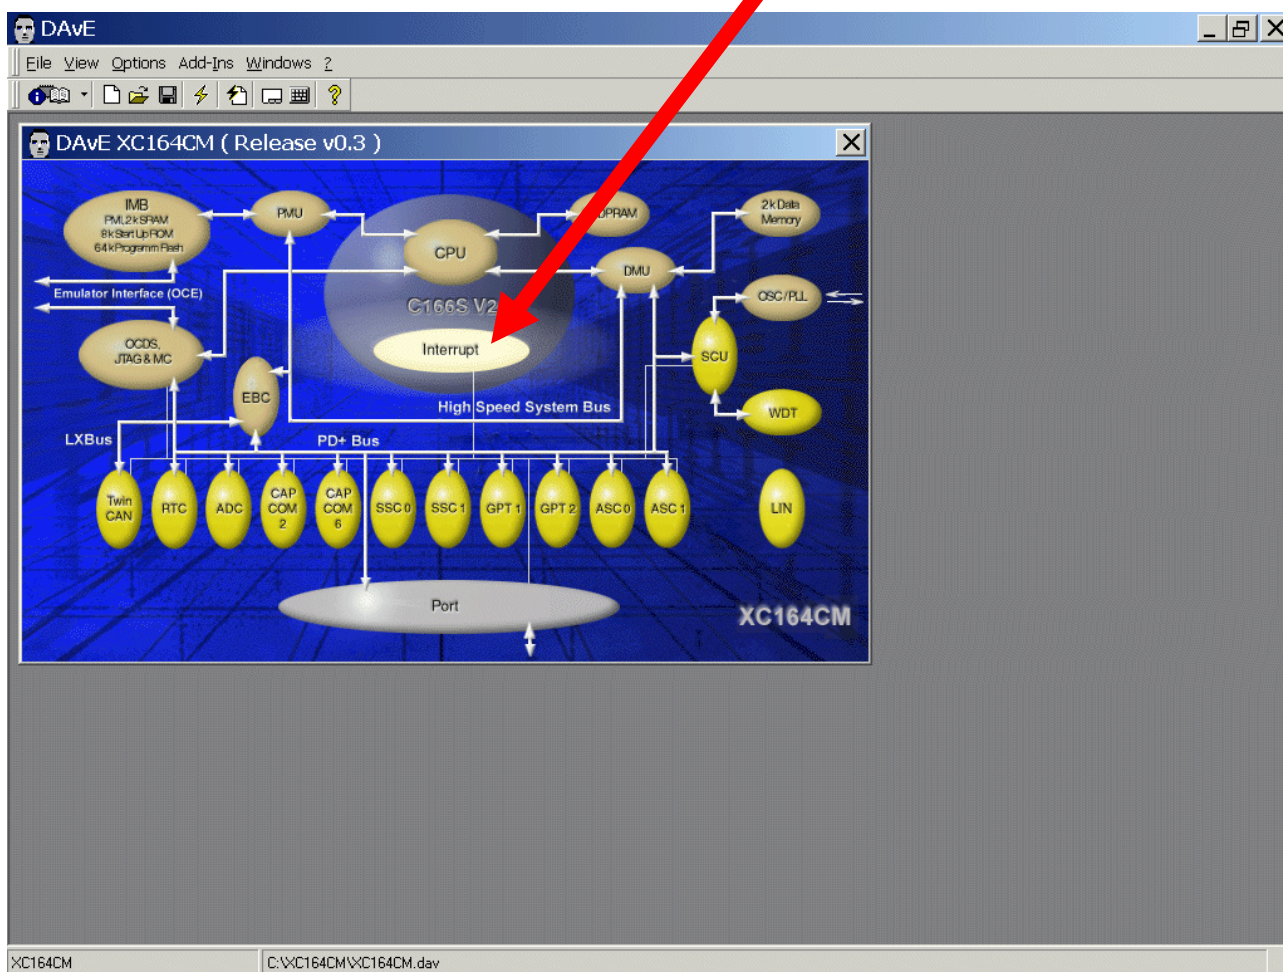 DAvE
File View Options Add-Ins Windows ?
DAvE XC164CM ( Release v0.3 )
IMB
PMI,2kSRAM
8k Start Up ROM
64k Programm Flash
PMU
CPU
DPRAM
2k Data
Memory
DMU
Emulator Interface (OCE)
C166S V2
OSC/PLL
OCDS,
JTAG & MC
Interrupt
SCU
EBC
High Speed System Bus
WDT
LXBus
PD+ Bus
Twin
CAN
RTC
ADC
CAP
COM
2
CAP
COM
6
SSC 0
SSC 1
GPT 1
GPT 2
ASC 0
ASC 1
LIN
Port
XC164CM
XC164CM
C:\XC164CM\XC164CM.dav